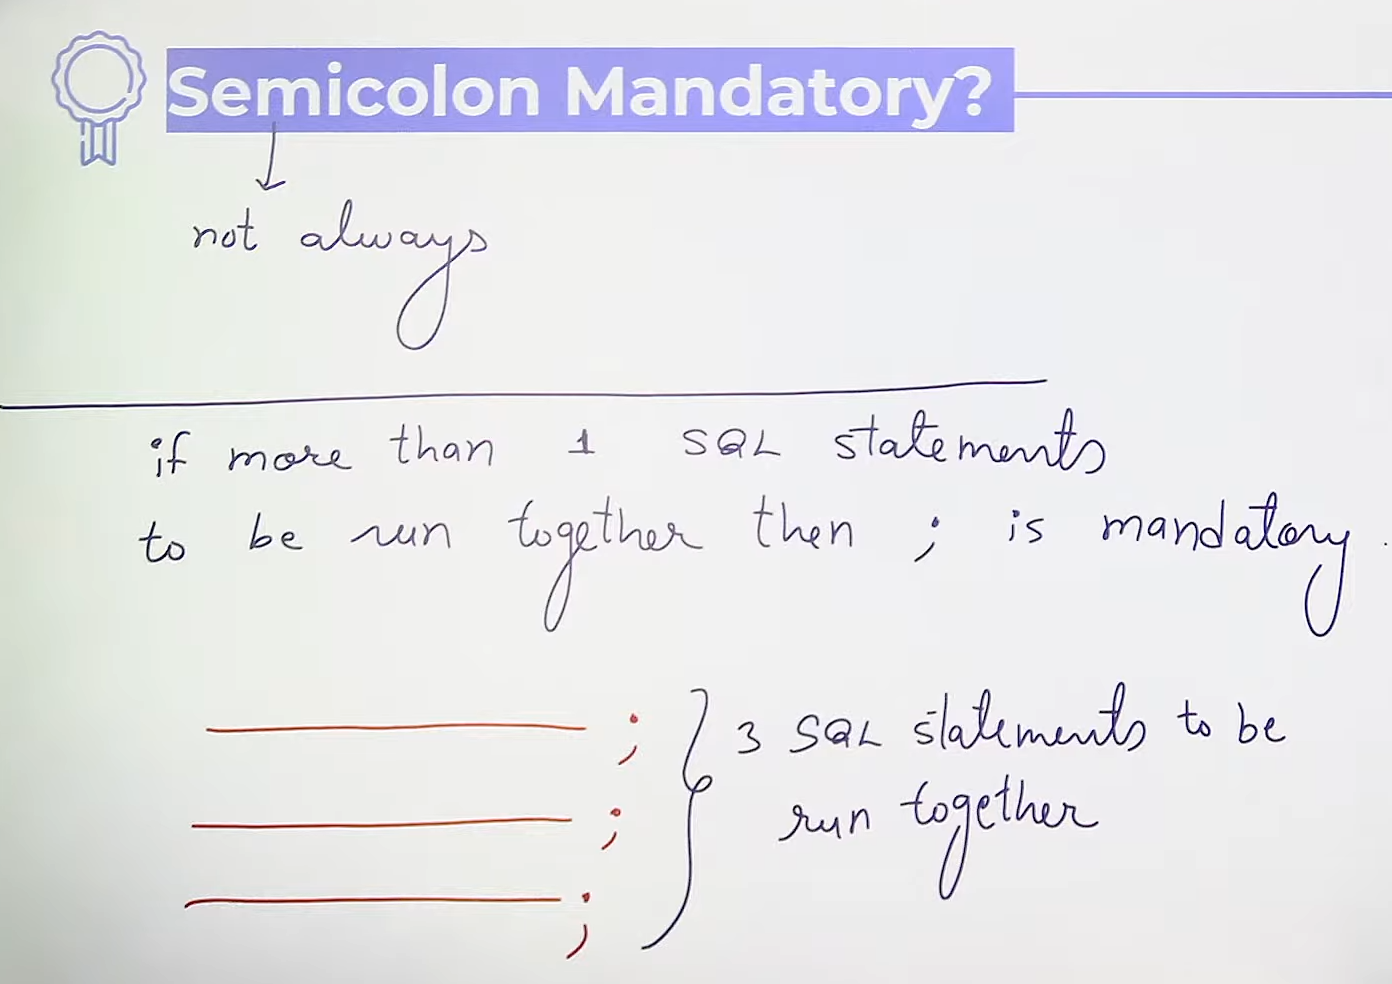 Semicolon Mandatory?
not always
if more than 1 SQL statements
to be run together then ; is mandatory.
; 3 SQL statements to be
; run together
;